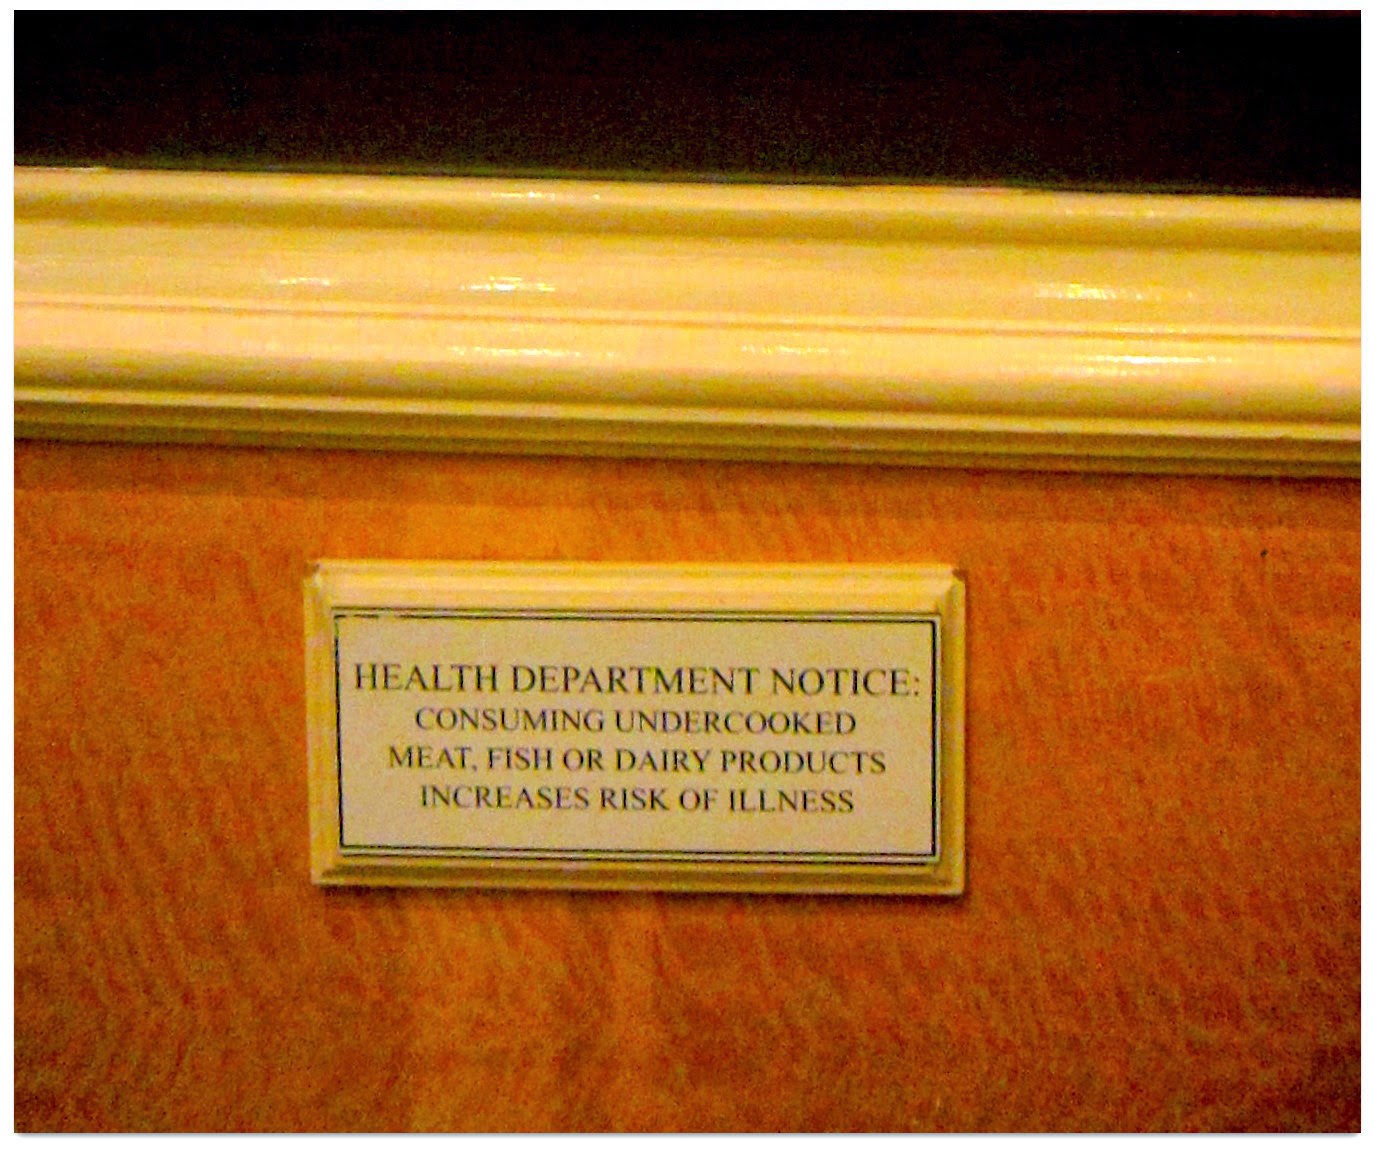 HEALTH DEPARTMENT NOTICE:
CONSUMING UNDERCOOKED
MEAT, FISH OR DAIRY PRODUCTS
INCREASES RISK OF ILLNESS